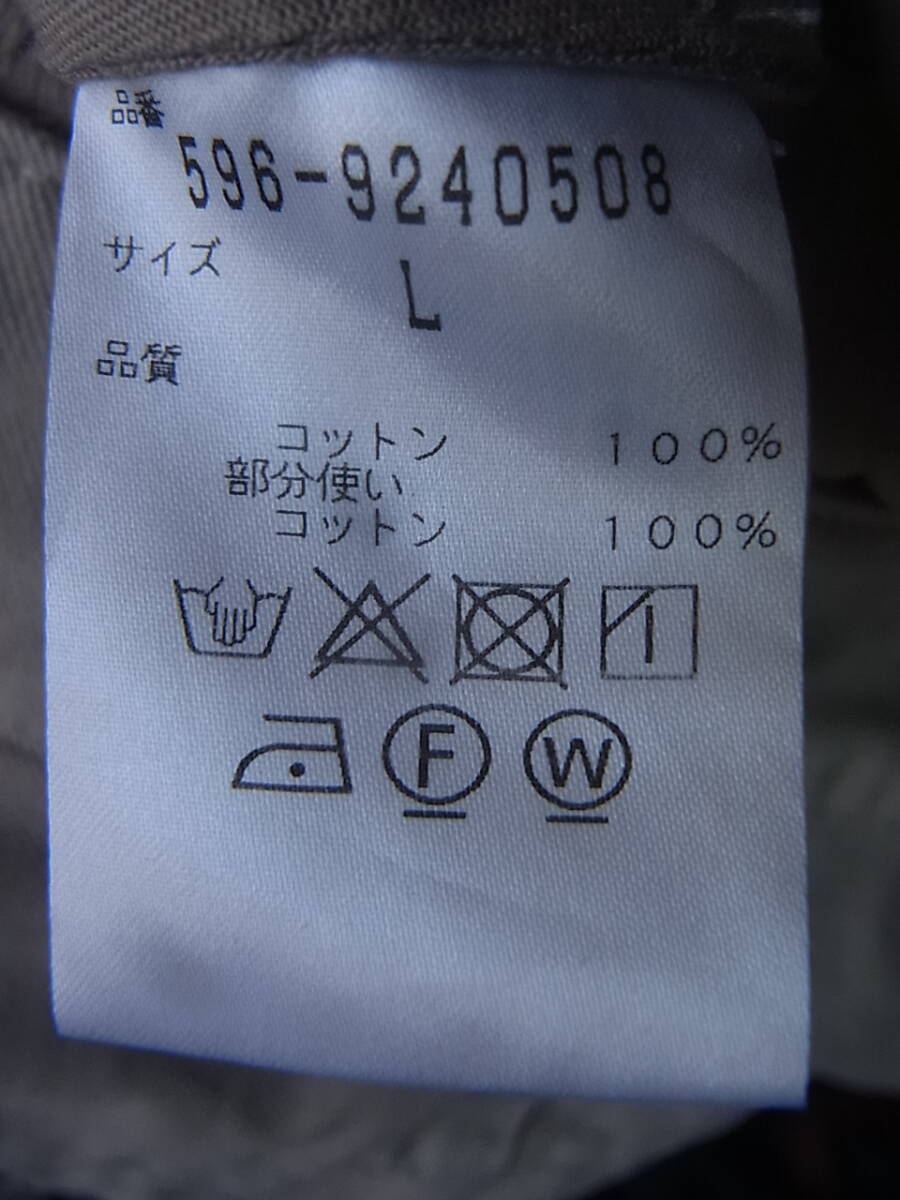 品番
596-9240508
サイズ
L
品質
コットン 100%
部分使い
コットン 100%
F W